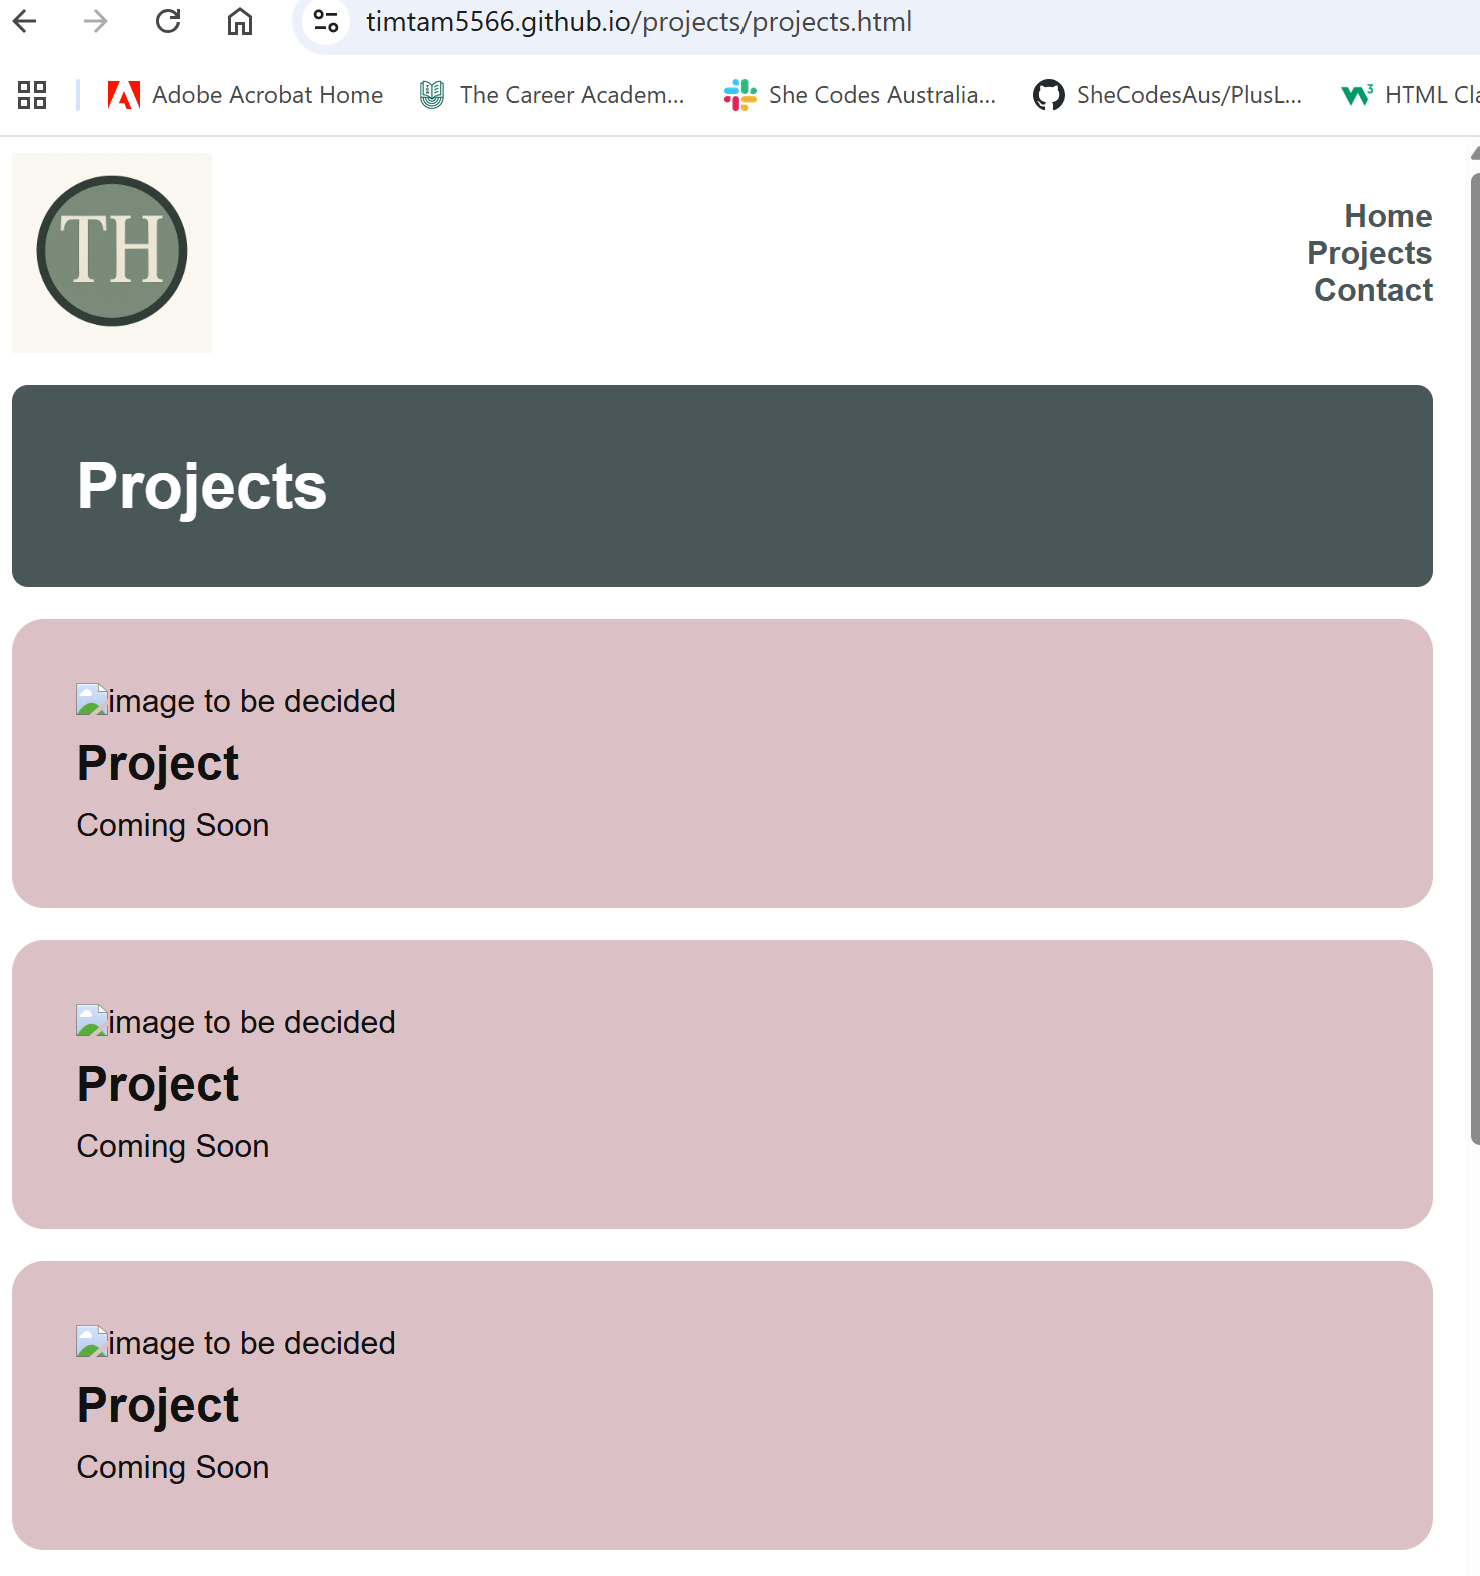 timtam5566.github.io/projects/projects.html
Adobe Acrobat Home The Career Academ... She Codes Australia... SheCodesAus/PlusL... HTML Cla
TH
Home
Projects
Contact
Projects
image to be decided
Project
Coming Soon
image to be decided
Project
Coming Soon
image to be decided
Project
Coming Soon